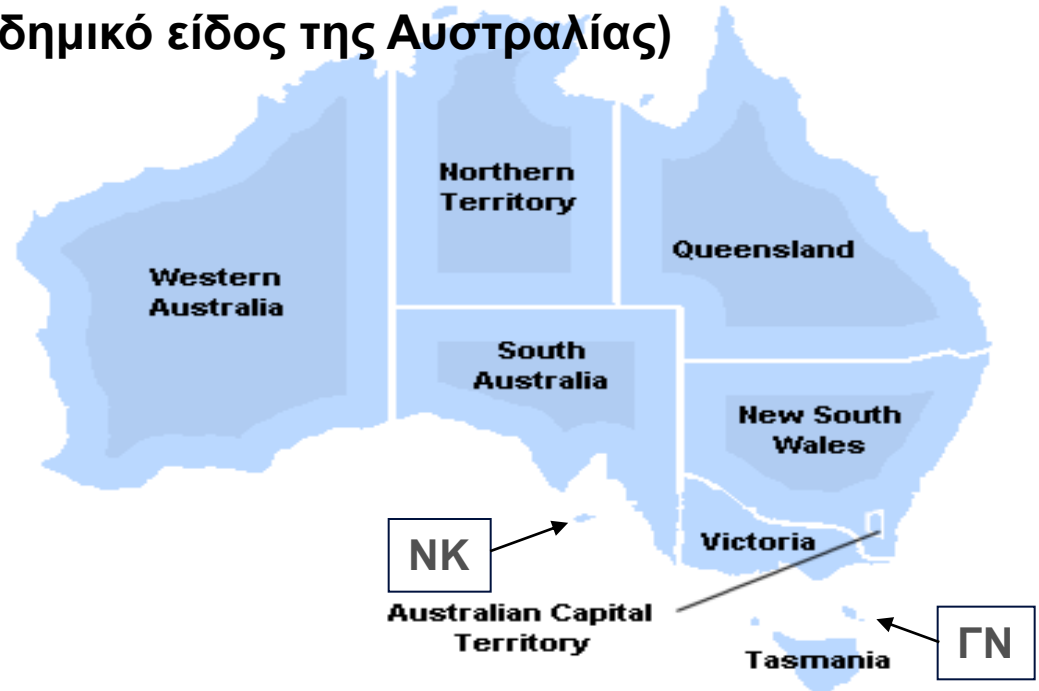 δημικό είδος της Αυστραλίας)
Northern
Territory
Queensland
Western
Australia
South
Australia
New South
Wales
ΝΚ
Victoria
Australian Capital
Territory
ΓΝ
Tasmania